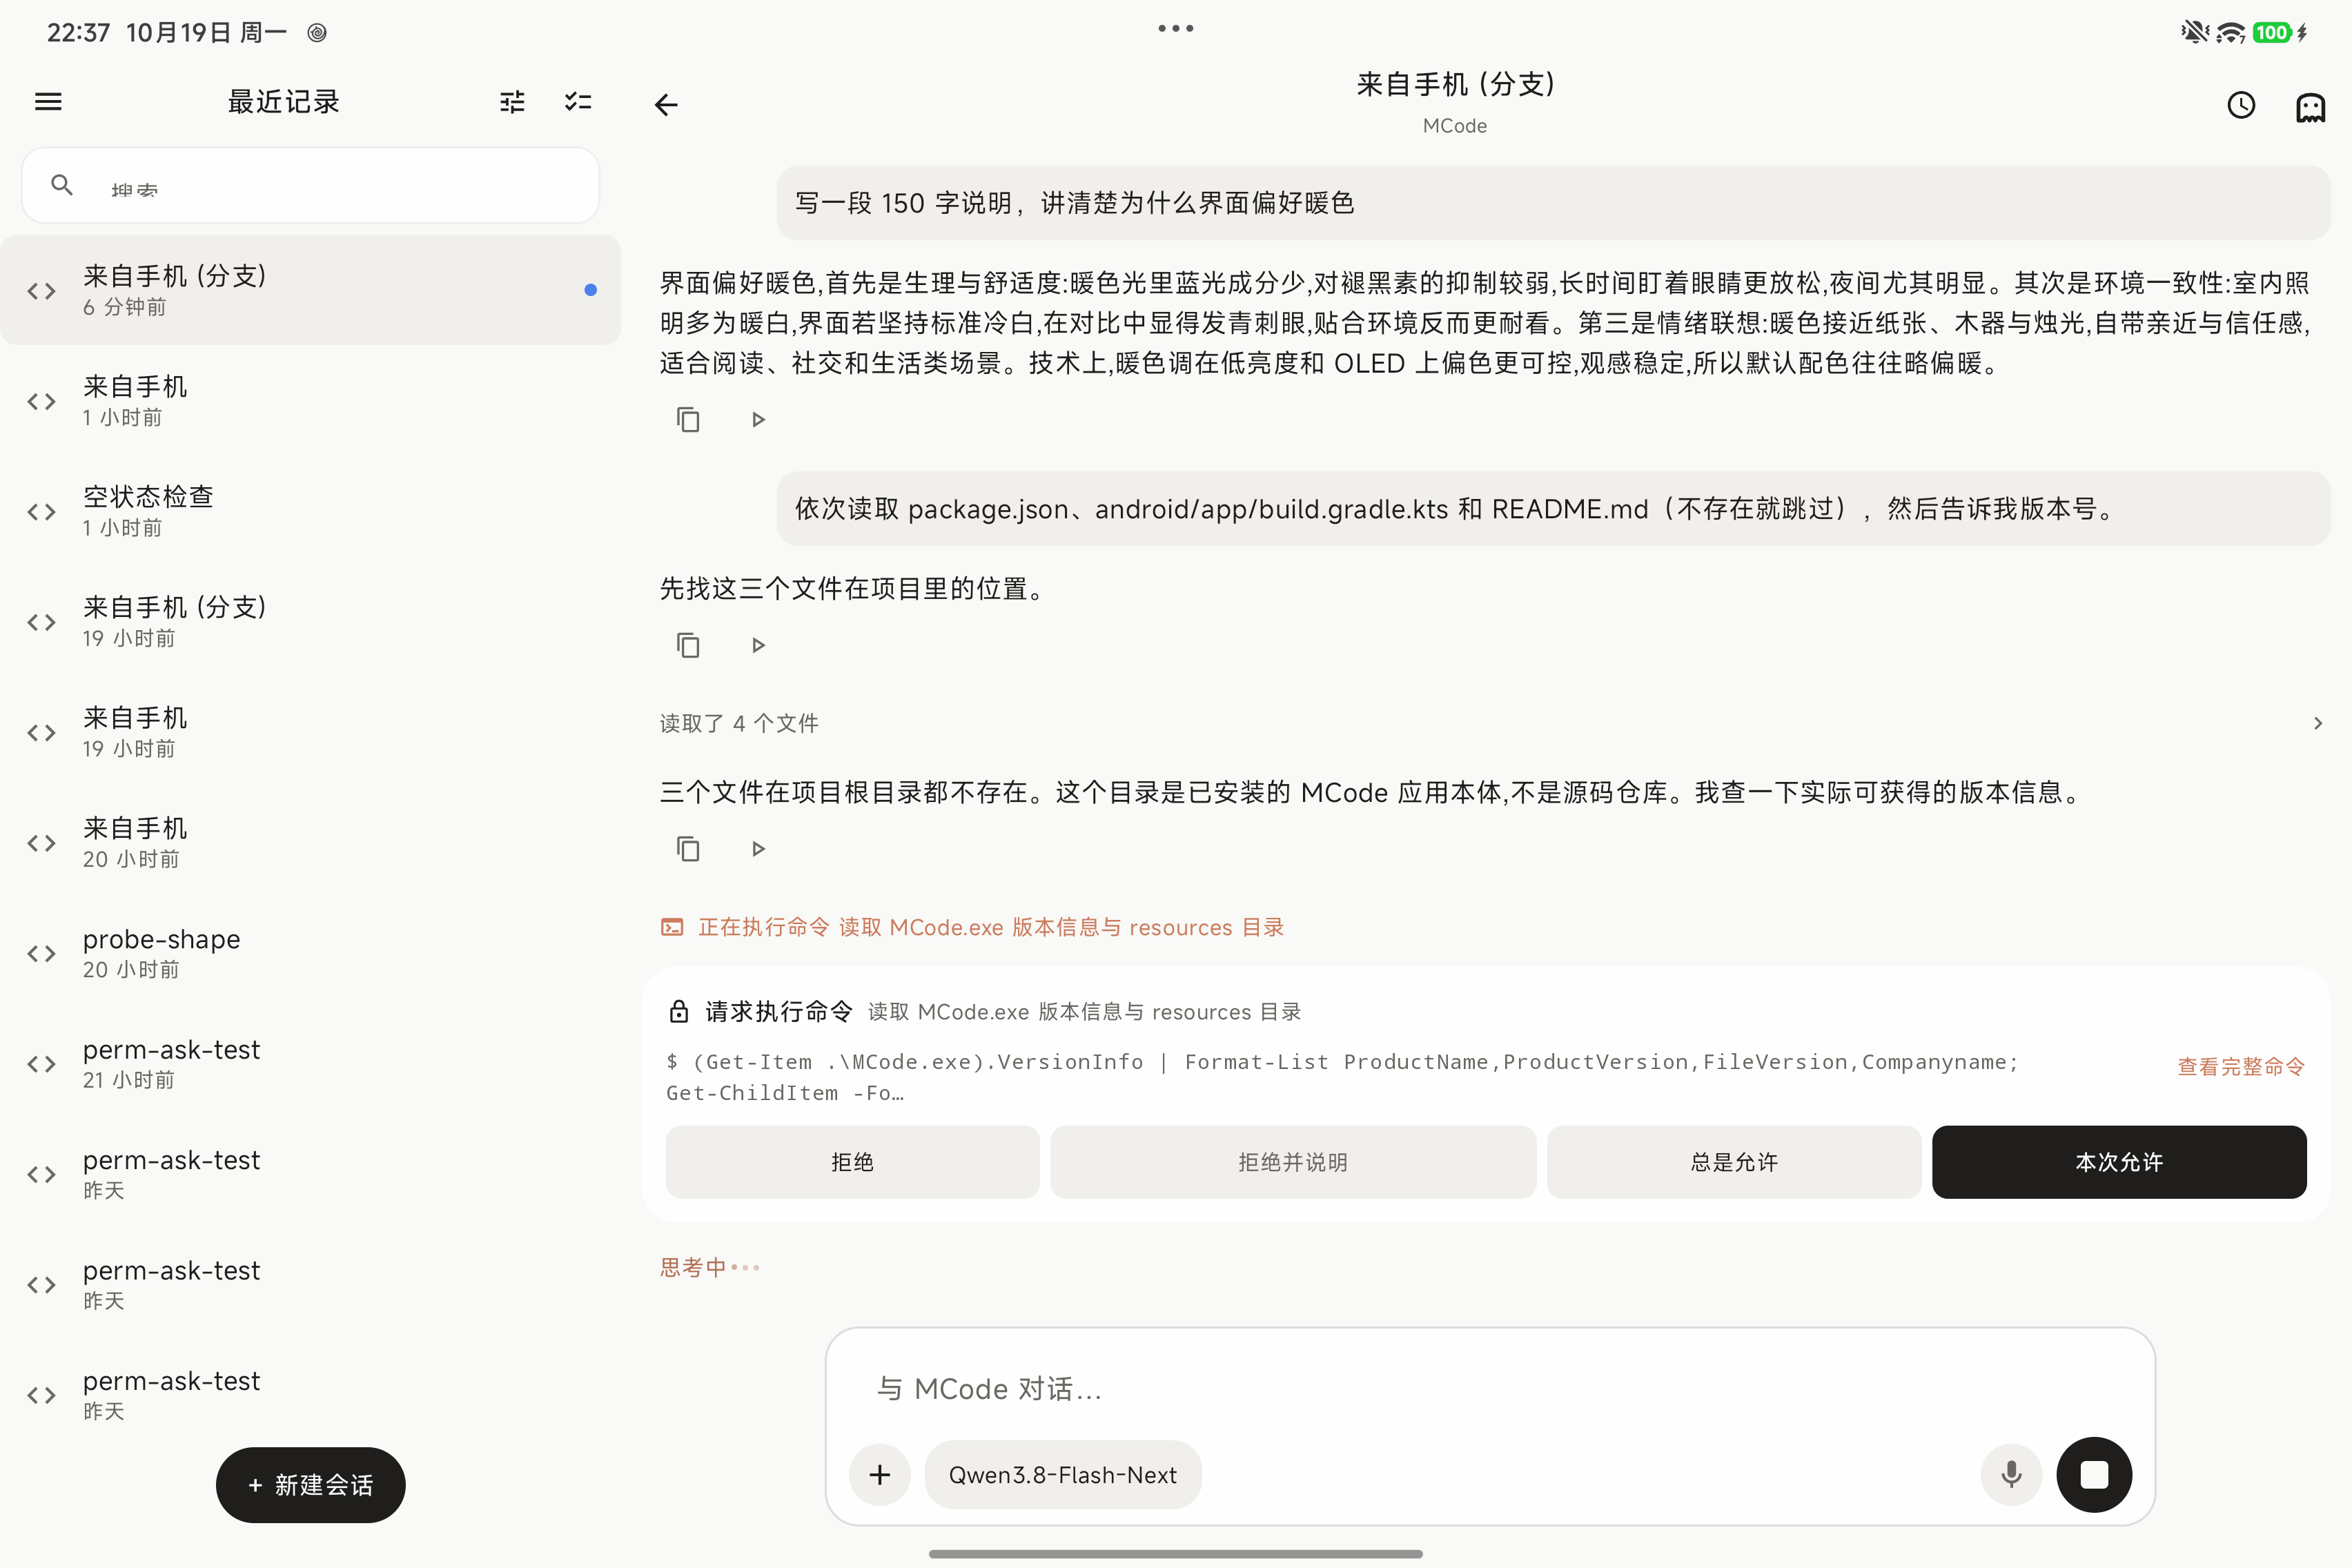 22:37 10月19日 周一
100
最近记录
搜索
来自手机 (分支)
6 分钟前
来自手机
1 小时前
空状态检查
1 小时前
来自手机 (分支)
19 小时前
来自手机
19 小时前
来自手机
20 小时前
probe-shape
20 小时前
perm-ask-test
21 小时前
perm-ask-test
昨天
perm-ask-test
昨天
perm-ask-test
昨天
+ 新建会话
来自手机 (分支)
MCode
写一段 150 字说明，讲清楚为什么界面偏好暖色
界面偏好暖色,首先是生理与舒适度:暖色光里蓝光成分少,对褪黑素的抑制较弱,长时间盯着眼睛更放松,夜间尤其明显。其次是环境一致性:室内照
明多为暖白,界面若坚持标准冷白,在对比中显得发青刺眼,贴合环境反而更耐看。第三是情绪联想:暖色接近纸张、木器与烛光,自带亲近与信任感,
适合阅读、社交和生活类场景。技术上,暖色调在低亮度和 OLED 上偏色更可控,观感稳定,所以默认配色往往略偏暖。
依次读取 package.json、android/app/build.gradle.kts 和 README.md（不存在就跳过），然后告诉我版本号。
先找这三个文件在项目里的位置。
读取了 4 个文件
三个文件在项目根目录都不存在。这个目录是已安装的 MCode 应用本体,不是源码仓库。我查一下实际可获得的版本信息。
正在执行命令 读取 MCode.exe 版本信息与 resources 目录
请求执行命令 读取 MCode.exe 版本信息与 resources 目录
$ (Get-Item .\MCode.exe).VersionInfo | Format-List ProductName,ProductVersion,FileVersion,Companyname;
Get-ChildItem -Fo…
查看完整命令
拒绝
拒绝并说明
总是允许
本次允许
思考中
与 MCode 对话...
Qwen3.8-Flash-Next